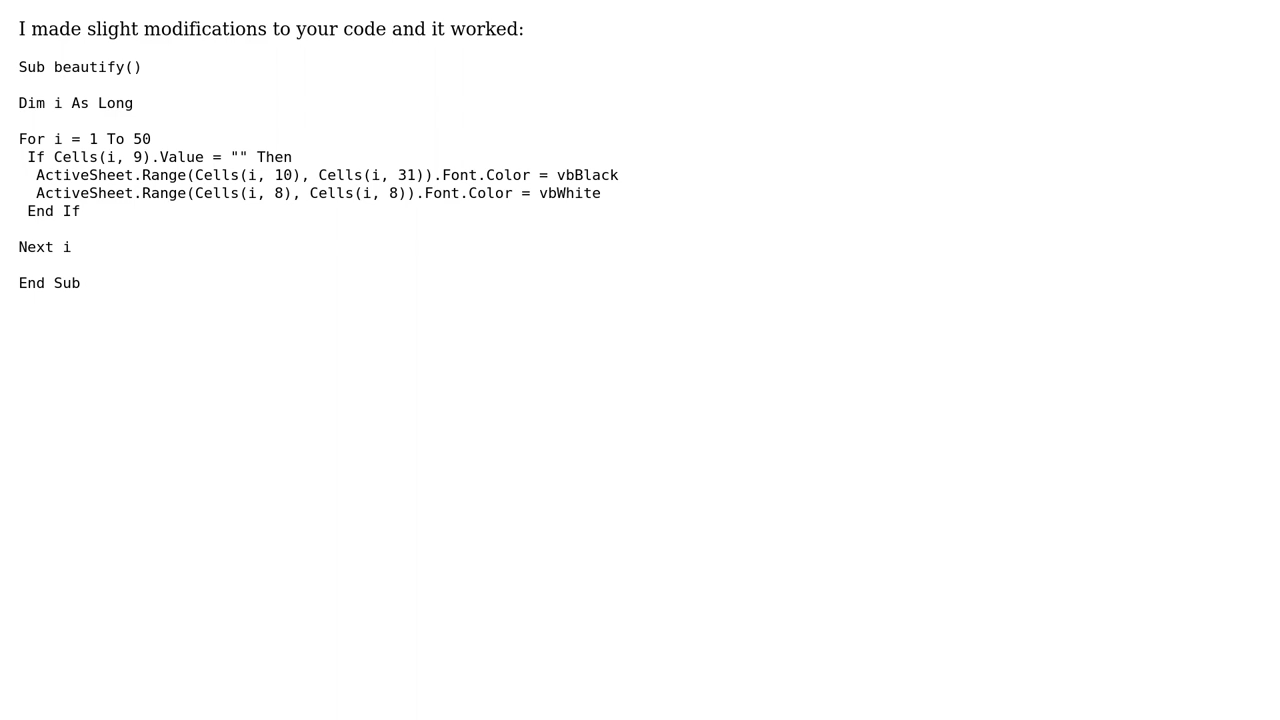 I made slight modifications to your code and it worked:
Sub beautify()
Dim i As Long
For i = 1 To 50
 If Cells(i, 9).Value = "" Then
  ActiveSheet.Range(Cells(i, 10), Cells(i, 31)).Font.Color = vbBlack
  ActiveSheet.Range(Cells(i, 8), Cells(i, 8)).Font.Color = vbWhite
 End If
Next i
End Sub